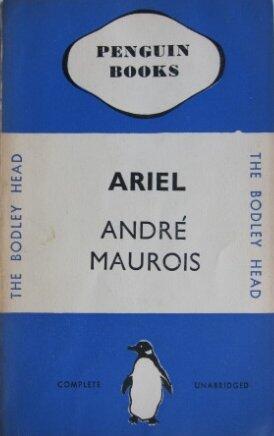 PENGUIN
BOOKS
THE BODLEY HEAD
ARIEL
ANDRÉ
MAUROIS
THE BODLEY HEAD
COMPLETE UNABRIDGED